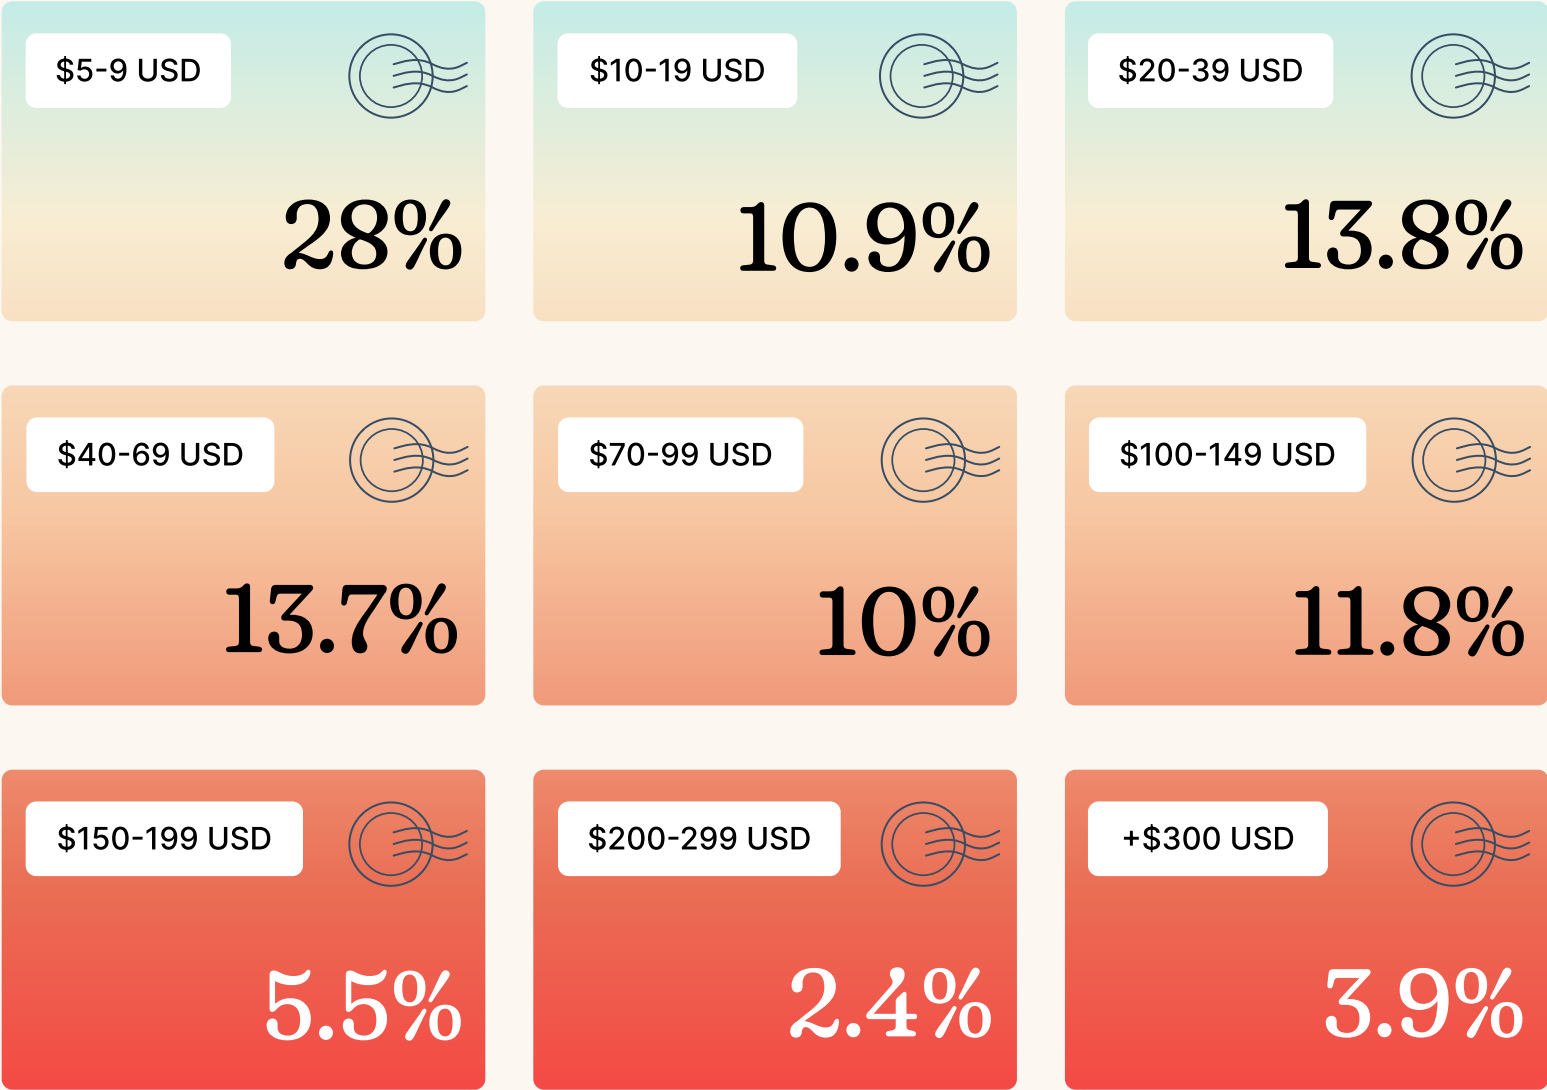 $5-9 USD
28%
$10-19 USD
10.9%
$20-39 USD
13.8%
$40-69 USD
13.7%
$70-99 USD
10%
$100-149 USD
11.8%
$150-199 USD
5.5%
$200-299 USD
2.4%
+$300 USD
3.9%